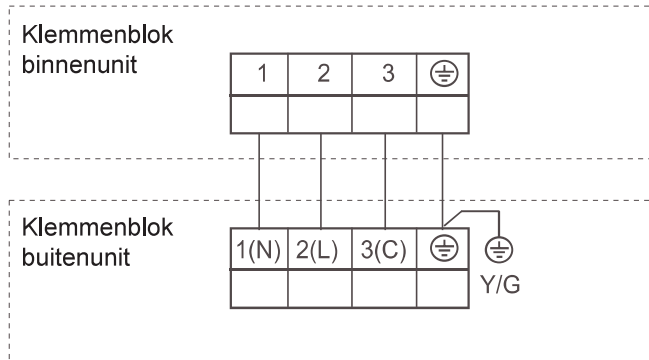 Klemmenblok
binnenunit
1 2 3
Klemmenblok
buitenunit
1(N) 2(L) 3(C)
Y/G